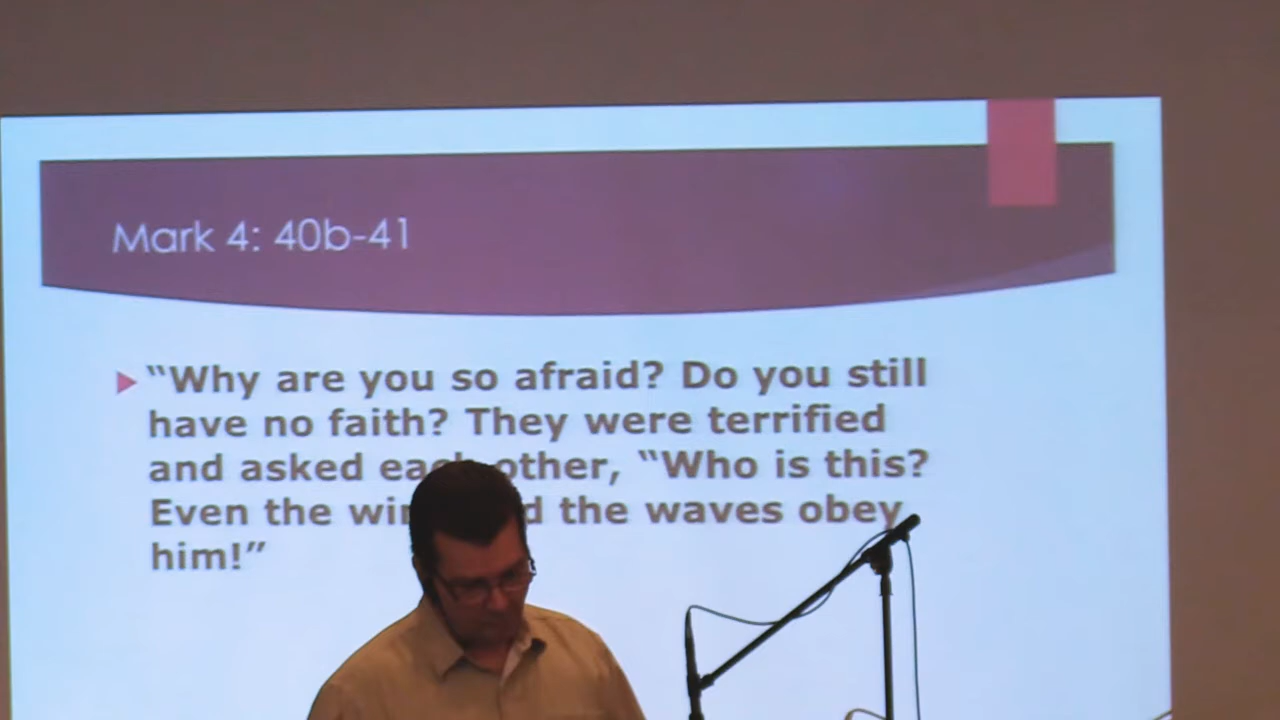 Mark 4: 40b-41
“Why are you so afraid? Do you still
have no faith? They were terrified
and asked other, “Who is this?
Even the the waves obey
him!”